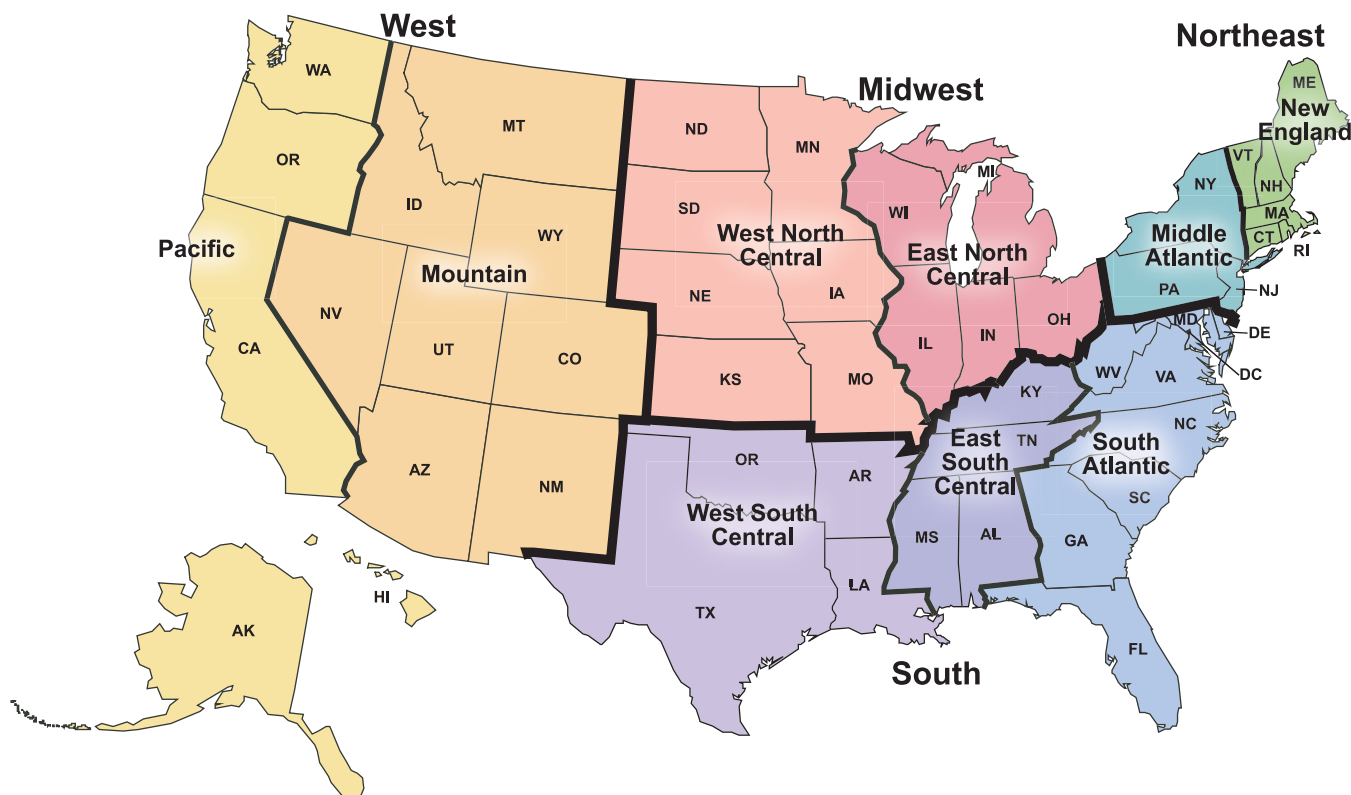 West
Northeast
Midwest
WA
ME
New
England
MT
ND
MN
OR
VT
MI
NY
NH
ID
SD
WI
MA
WY
CT
RI
Pacific
Mountain
West North
Central
East North
Central
Middle
Atlantic
NE
IA
PA
NJ
NV
OH
MD
DE
CA
UT
CO
IL
IN
DC
KS
MO
WV
VA
KY
NC
AZ
NM
OR
AR
TN
East
South
Central
South
Atlantic
SC
West South
Central
MS
AL
GA
LA
HI
TX
AK
FL
South